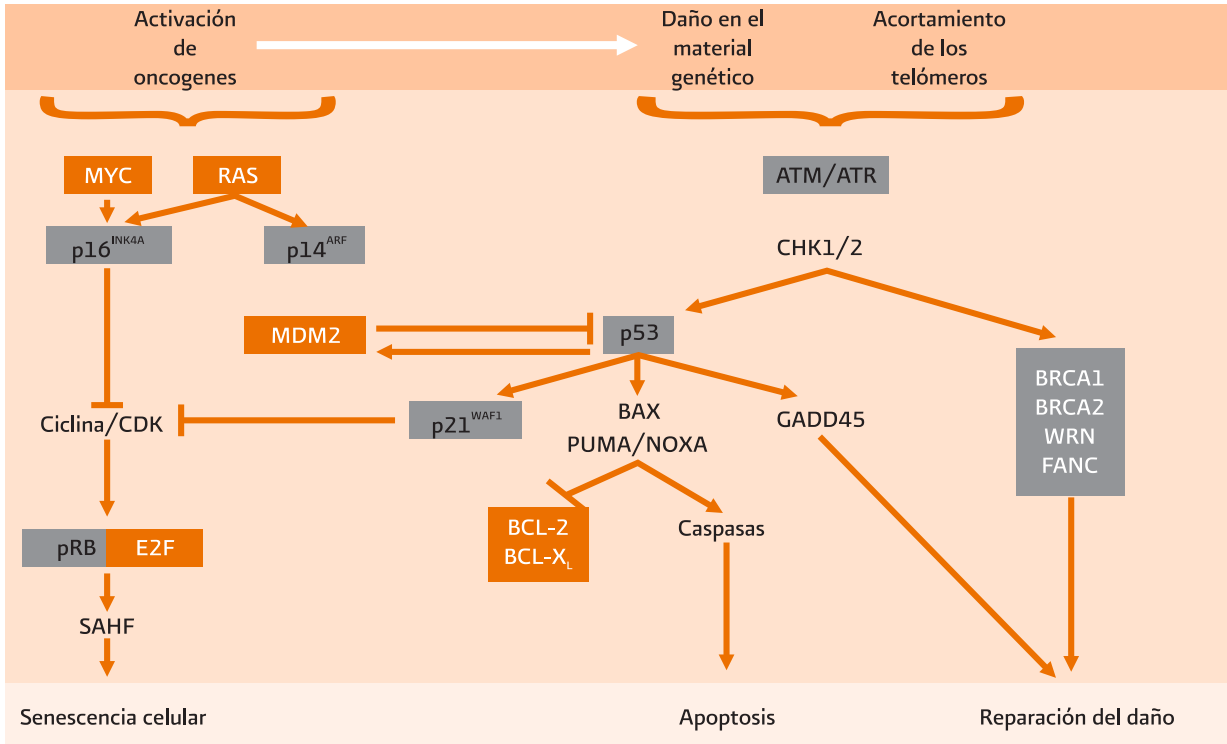 Activación
de
oncogenes
Daño en el
material
genético
Acortamiento
de los
telómeros
MYC
RAS
ATM/ATR
p16INK4A
p14ARF
CHK1/2
MDM2
p53
BRCA1
BRCA2
WRN
FANC
Ciclina/CDK
p21WAF1
BAX
PUMA/NOXA
GADD45
pRB
E2F
BCL-2
BCL-XL
Caspasas
SAHF
Senescencia celular
Apoptosis
Reparación del daño